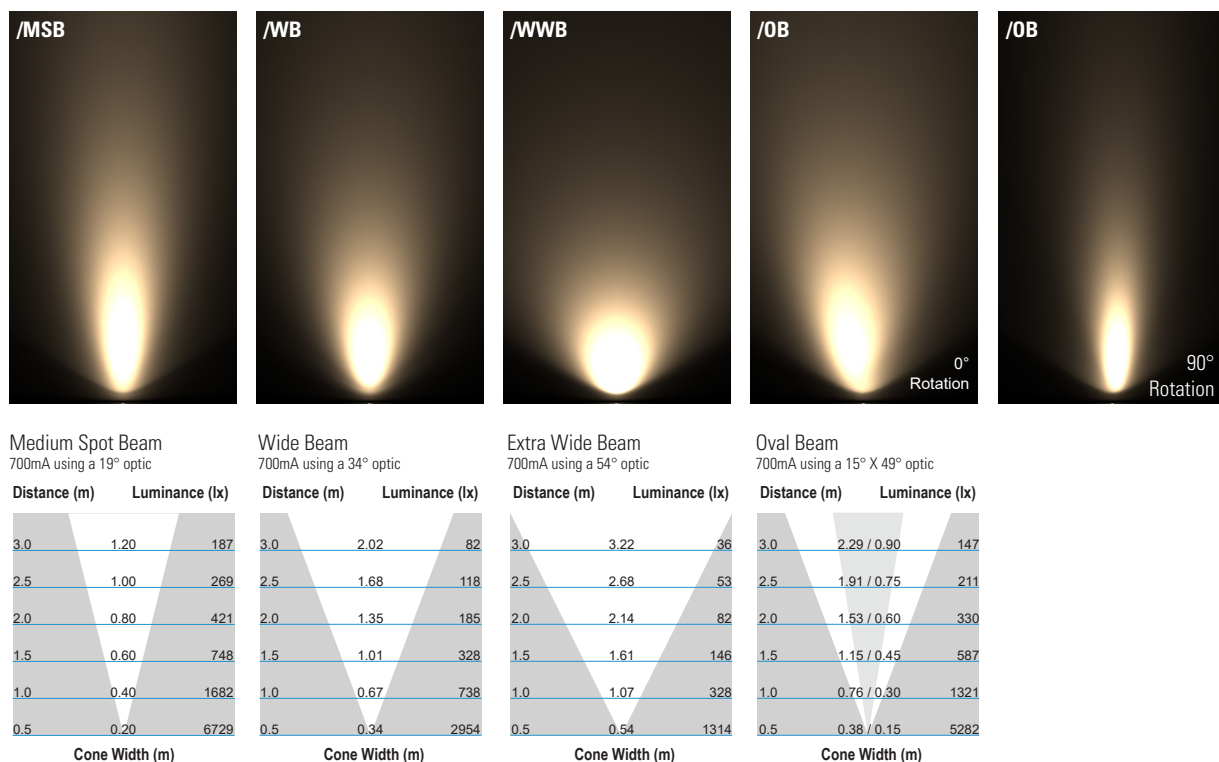 /MSB
/WB
/WWB
/OB
/OB
0°
Rotation
90°
Rotation
Medium Spot Beam
700mA using a 19° optic
Distance (m) Luminance (lx)
3.0 1.20 187
2.5 1.00 269
2.0 0.80 421
1.5 0.60 748
1.0 0.40 1682
0.5 0.20 6729
Cone Width (m)
Wide Beam
700mA using a 34° optic
Distance (m) Luminance (lx)
3.0 2.02 82
2.5 1.68 118
2.0 1.35 185
1.5 1.01 328
1.0 0.67 738
0.5 0.34 2954
Cone Width (m)
Extra Wide Beam
700mA using a 54° optic
Distance (m) Luminance (lx)
3.0 3.22 36
2.5 2.68 53
2.0 2.14 82
1.5 1.61 146
1.0 1.07 328
0.5 0.54 1314
Cone Width (m)
Oval Beam
700mA using a 15° X 49° optic
Distance (m) Luminance (lx)
3.0 2.29 / 0.90 147
2.5 1.91 / 0.75 211
2.0 1.53 / 0.60 330
1.5 1.15 / 0.45 587
1.0 0.76 / 0.30 1321
0.5 0.38 / 0.15 5282
Cone Width (m)